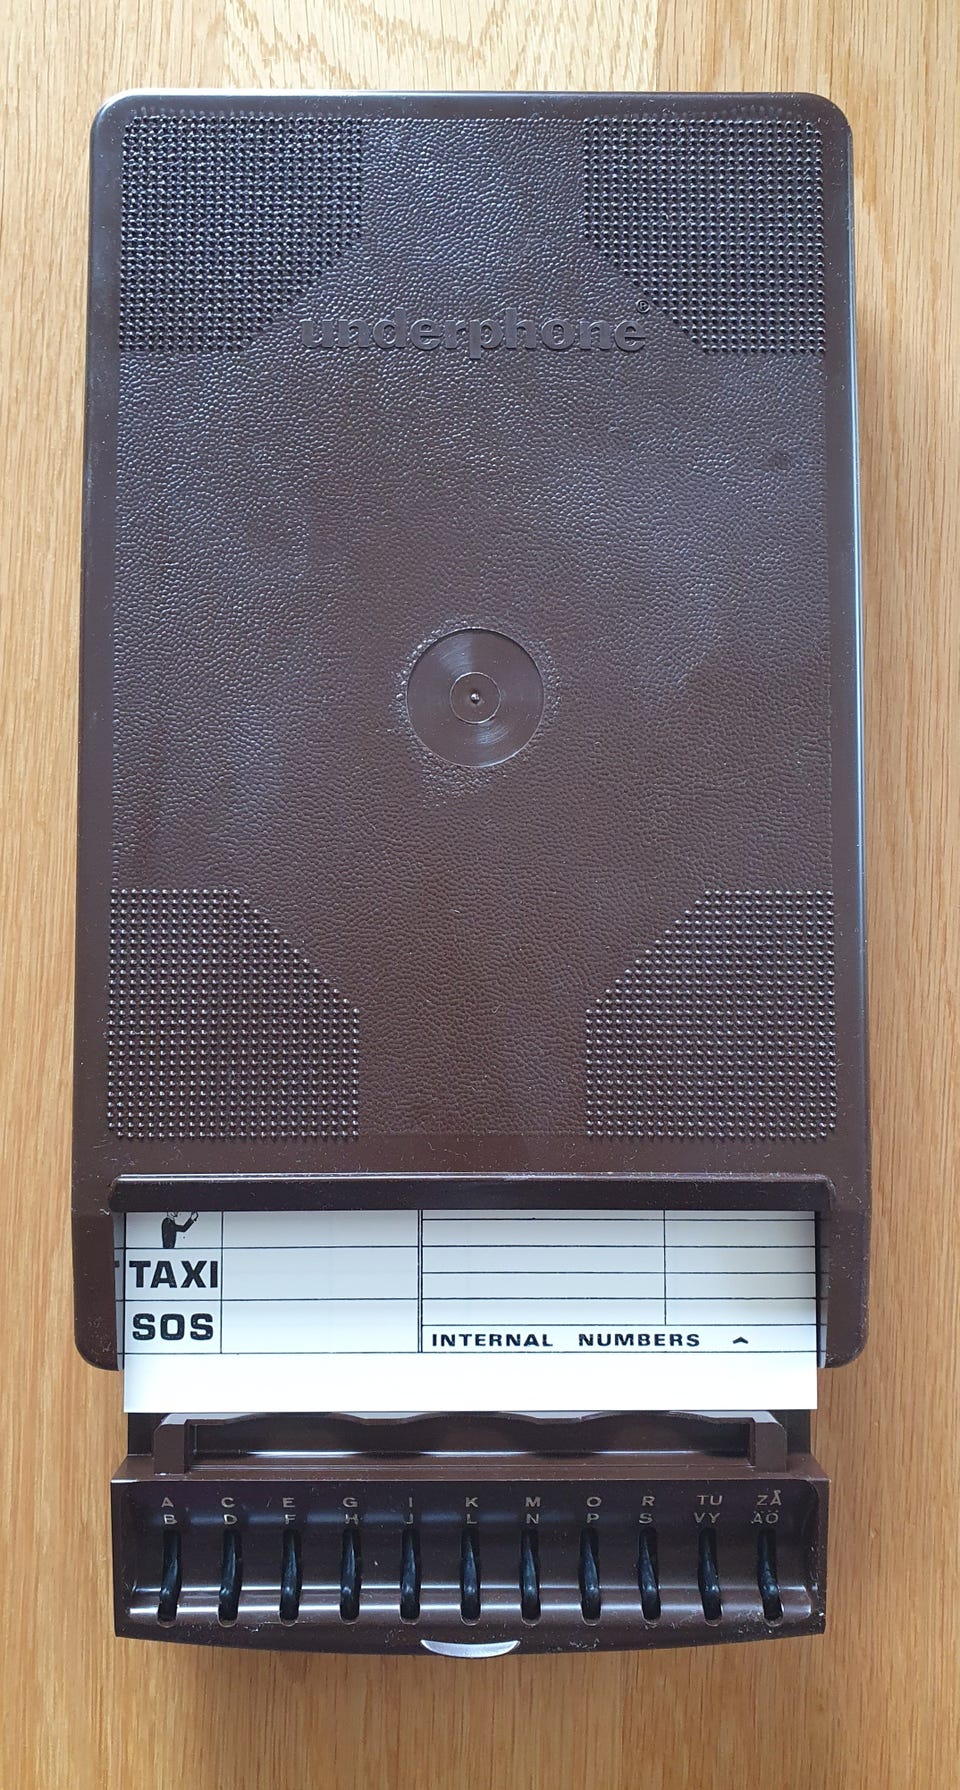 underphone®
TAXI
SOS
INTERNAL NUMBERS ^
A C E G I K M O R TU ZÅ
B D F H J L N P S VY ÄÖ